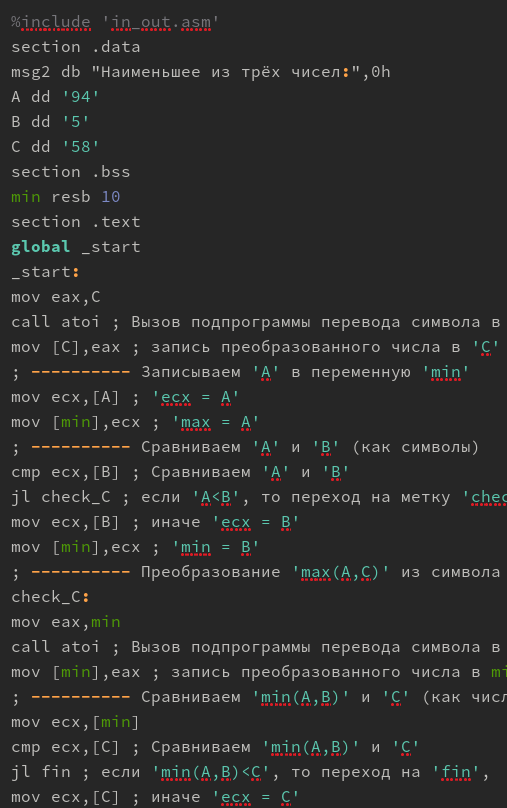 %include 'in_out.asm'
section .data
msg2 db "Наименьшее из трёх чисел:",0h
A dd '94'
B dd '5'
C dd '58'
section .bss
min resb 10
section .text
global _start
_start:
mov eax,C
call atoi ; Вызов подпрограммы перевода символа в
mov [C],eax ; запись преобразованного числа в 'C'
; ---------- Записываем 'A' в переменную 'min'
mov ecx,[A] ; 'ecx = A'
mov [min],ecx ; 'max = A'
; ---------- Сравниваем 'A' и 'B' (как символы)
cmp ecx,[B] ; Сравниваем 'A' и 'B'
jl check_C ; если 'A<B', то переход на метку 'chec
mov ecx,[B] ; иначе 'ecx = B'
mov [min],ecx ; 'min = B'
; ---------- Преобразование 'max(A,C)' из символа
check_C:
mov eax,min
call atoi ; Вызов подпрограммы перевода символа в
mov [min],eax ; запись преобразованного числа в mi
; ---------- Сравниваем 'min(A,B)' и 'C' (как числ
mov ecx,[min]
cmp ecx,[C] ; Сравниваем 'min(A,B)' и 'C'
jl fin ; если 'min(A,B)<C', то переход на 'fin',
mov ecx,[C] ; иначе 'ecx = C'